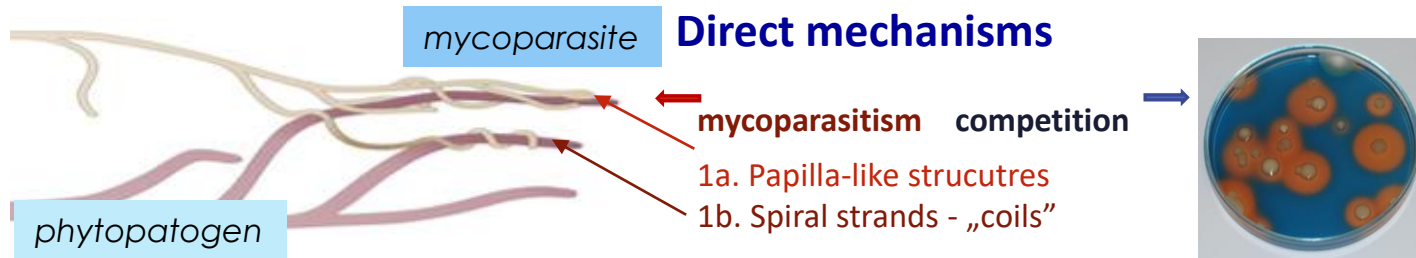 mycoparasite
Direct mechanisms
mycoparasitism competition
1a. Papilla-like strucutres
1b. Spiral strands - „coils”
phytopatogen